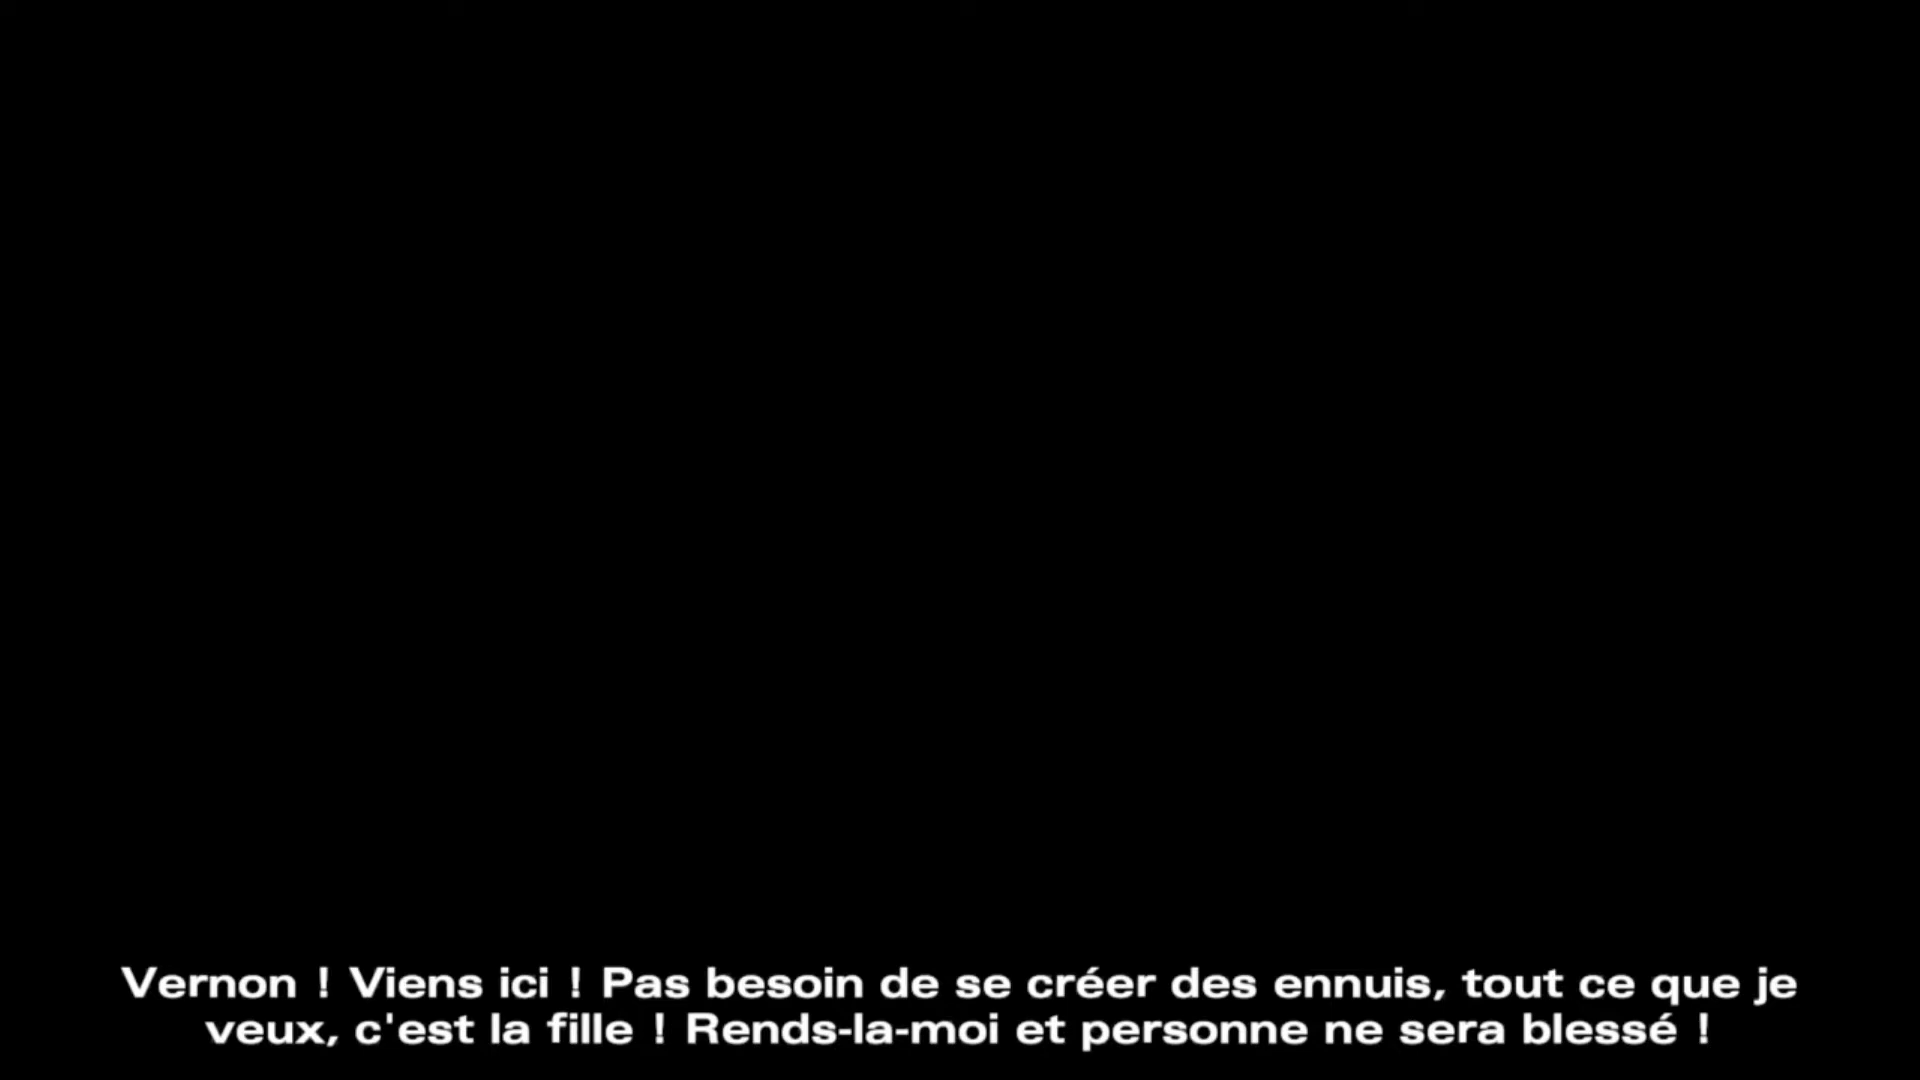 Vernon ! Viens ici ! Pas besoin de se créer des ennuis, tout ce que je
veux, c'est la fille ! Rends-la-moi et personne ne sera blessé !